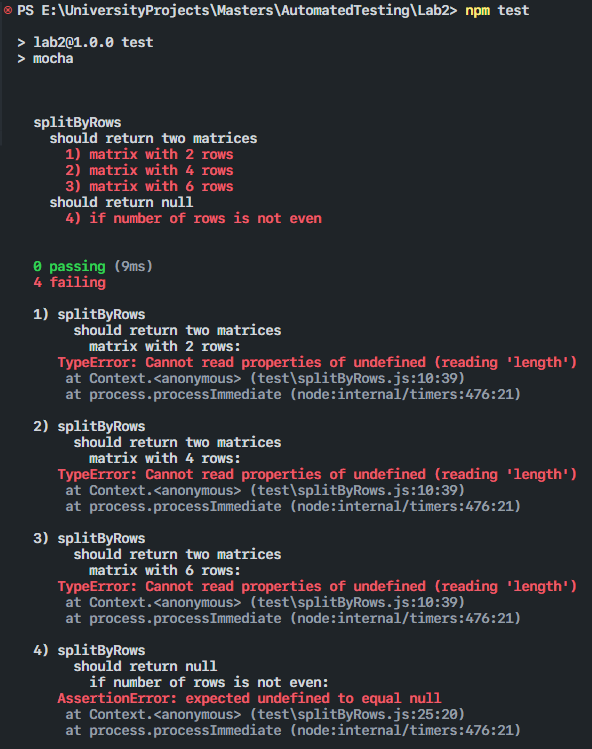 PS E:\UniversityProjects\Masters\AutomatedTesting\Lab2> npm test
> lab2@1.0.0 test
> mocha
splitByRows
should return two matrices
1) matrix with 2 rows
2) matrix with 4 rows
3) matrix with 6 rows
should return null
4) if number of rows is not even
0 passing (9ms)
4 failing
1) splitByRows
should return two matrices
matrix with 2 rows:
TypeError: Cannot read properties of undefined (reading 'length')
at Context.<anonymous> (test\splitByRows.js:10:39)
at process.processImmediate (node:internal/timers:476:21)
2) splitByRows
should return two matrices
matrix with 4 rows:
TypeError: Cannot read properties of undefined (reading 'length')
at Context.<anonymous> (test\splitByRows.js:10:39)
at process.processImmediate (node:internal/timers:476:21)
3) splitByRows
should return two matrices
matrix with 6 rows:
TypeError: Cannot read properties of undefined (reading 'length')
at Context.<anonymous> (test\splitByRows.js:10:39)
at process.processImmediate (node:internal/timers:476:21)
4) splitByRows
should return null
if number of rows is not even:
AssertionError: expected undefined to equal null
at Context.<anonymous> (test\splitByRows.js:25:20)
at process.processImmediate (node:internal/timers:476:21)